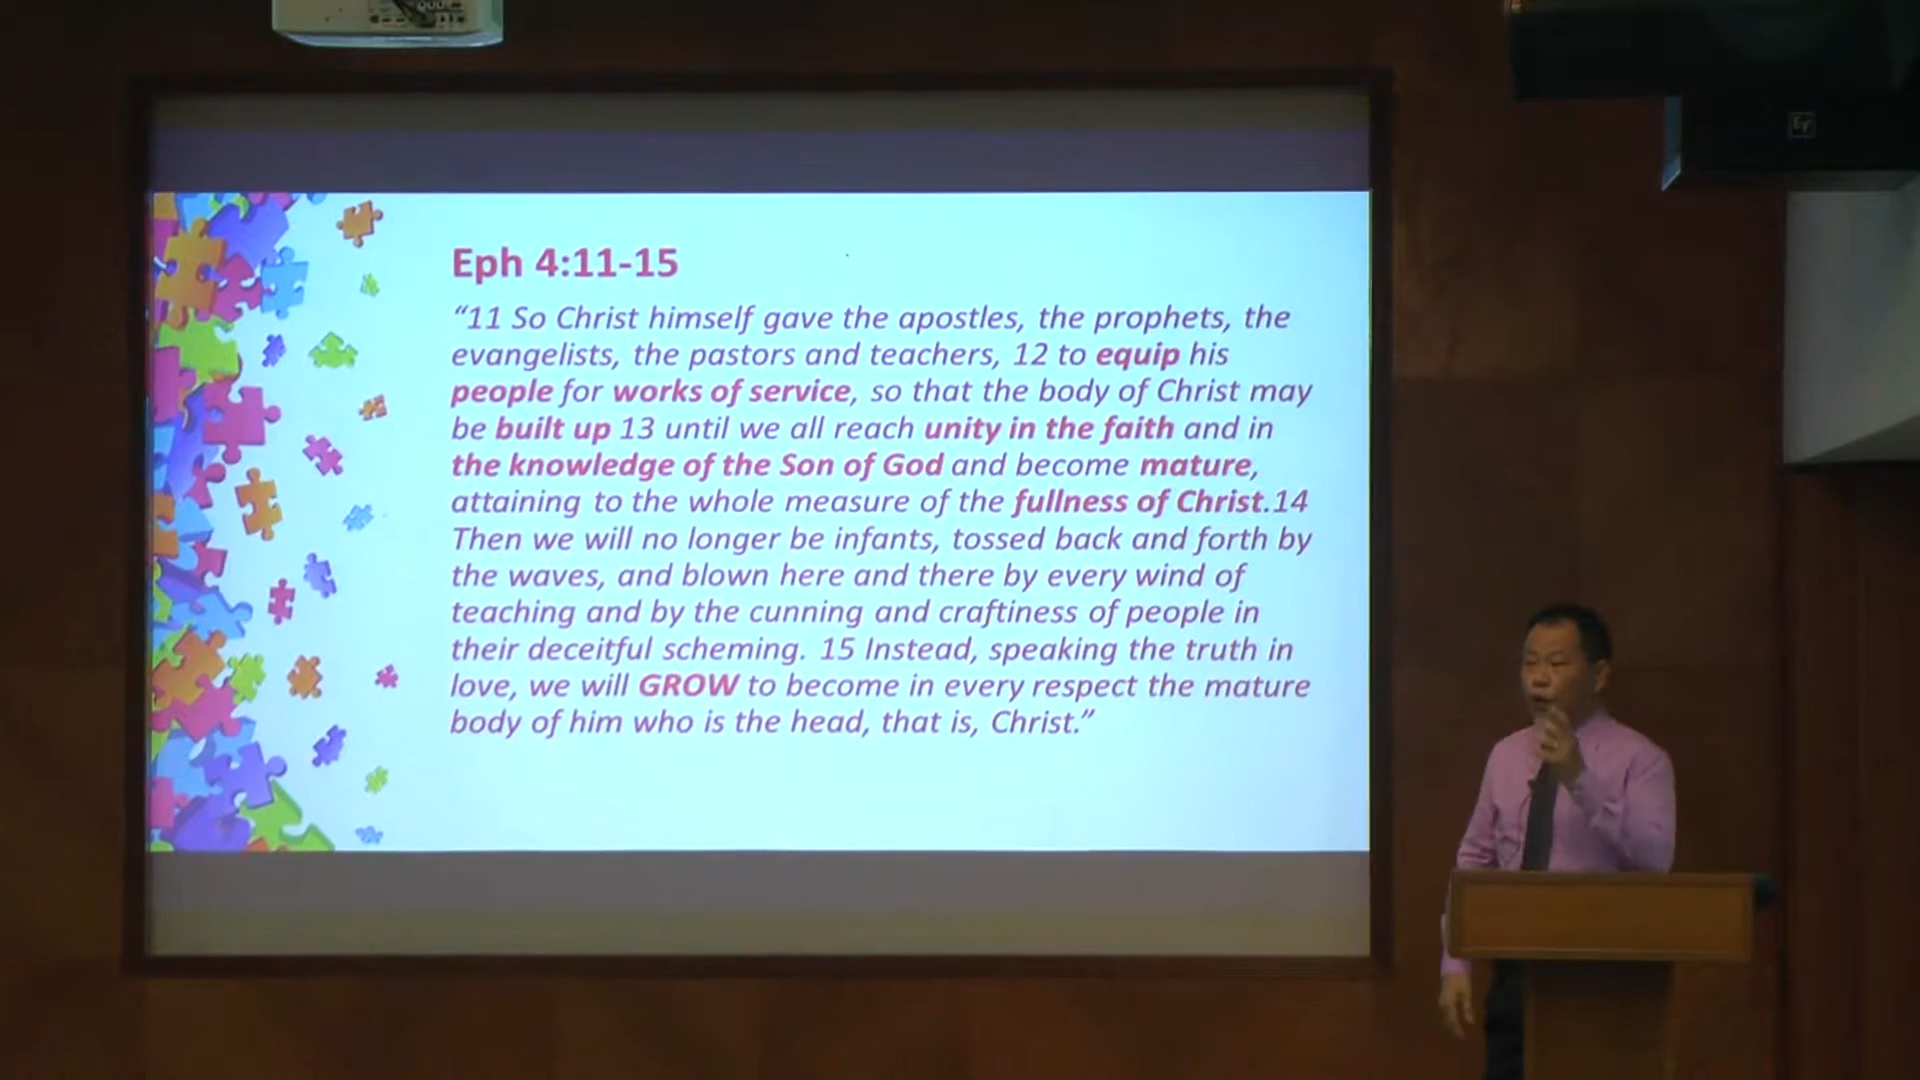 Eph 4:11-15
“11 So Christ himself gave the apostles, the prophets, the
evangelists, the pastors and teachers, 12 to equip his
people for works of service, so that the body of Christ may
be built up 13 until we all reach unity in the faith and in
the knowledge of the Son of God and become mature,
attaining to the whole measure of the fullness of Christ.14
Then we will no longer be infants, tossed back and forth by
the waves, and blown here and there by every wind of
teaching and by the cunning and craftiness of people in
their deceitful scheming. 15 Instead, speaking the truth in
love, we will GROW to become in every respect the mature
body of him who is the head, that is, Christ.”
EV